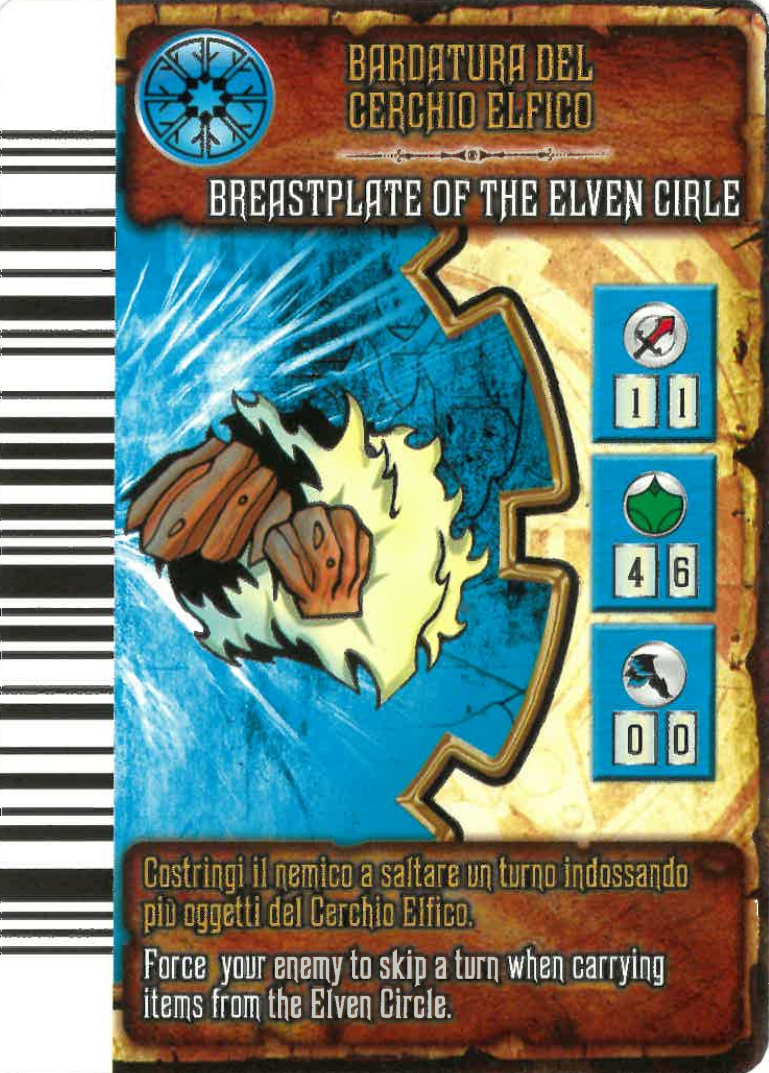 BARDATURA DEL
CERCHIO ELFICO
BREASTPLATE OF THE ELVEN CIRLE
1 1
4 6
0 0
Costringi il nemico a saltare un turno indossando
più oggetti del Cerchio Elfico.
Force your enemy to skip a turn when carrying
items from the Elven Circle.